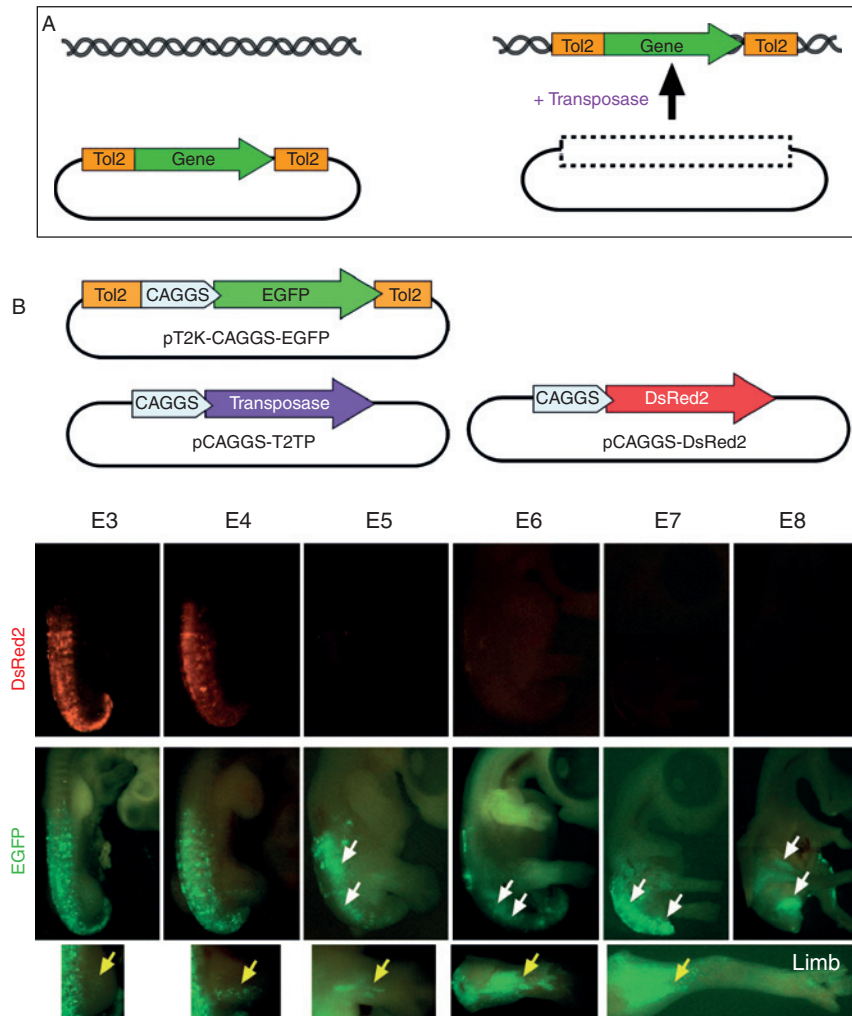 A
Tol2 Gene Tol2
+ Transposase
Tol2 Gene Tol2
B
Tol2 CAGGS EGFP Tol2
pT2K-CAGGS-EGFP
CAGGS Transposase
pCAGGS-T2TP
CAGGS DsRed2
pCAGGS-DsRed2
E3 E4 E5 E6 E7 E8
DsRed2
EGFP
Limb